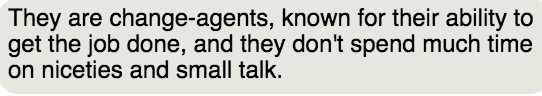 They are change-agents, known for their ability to
get the job done, and they don't spend much time
on niceties and small talk.